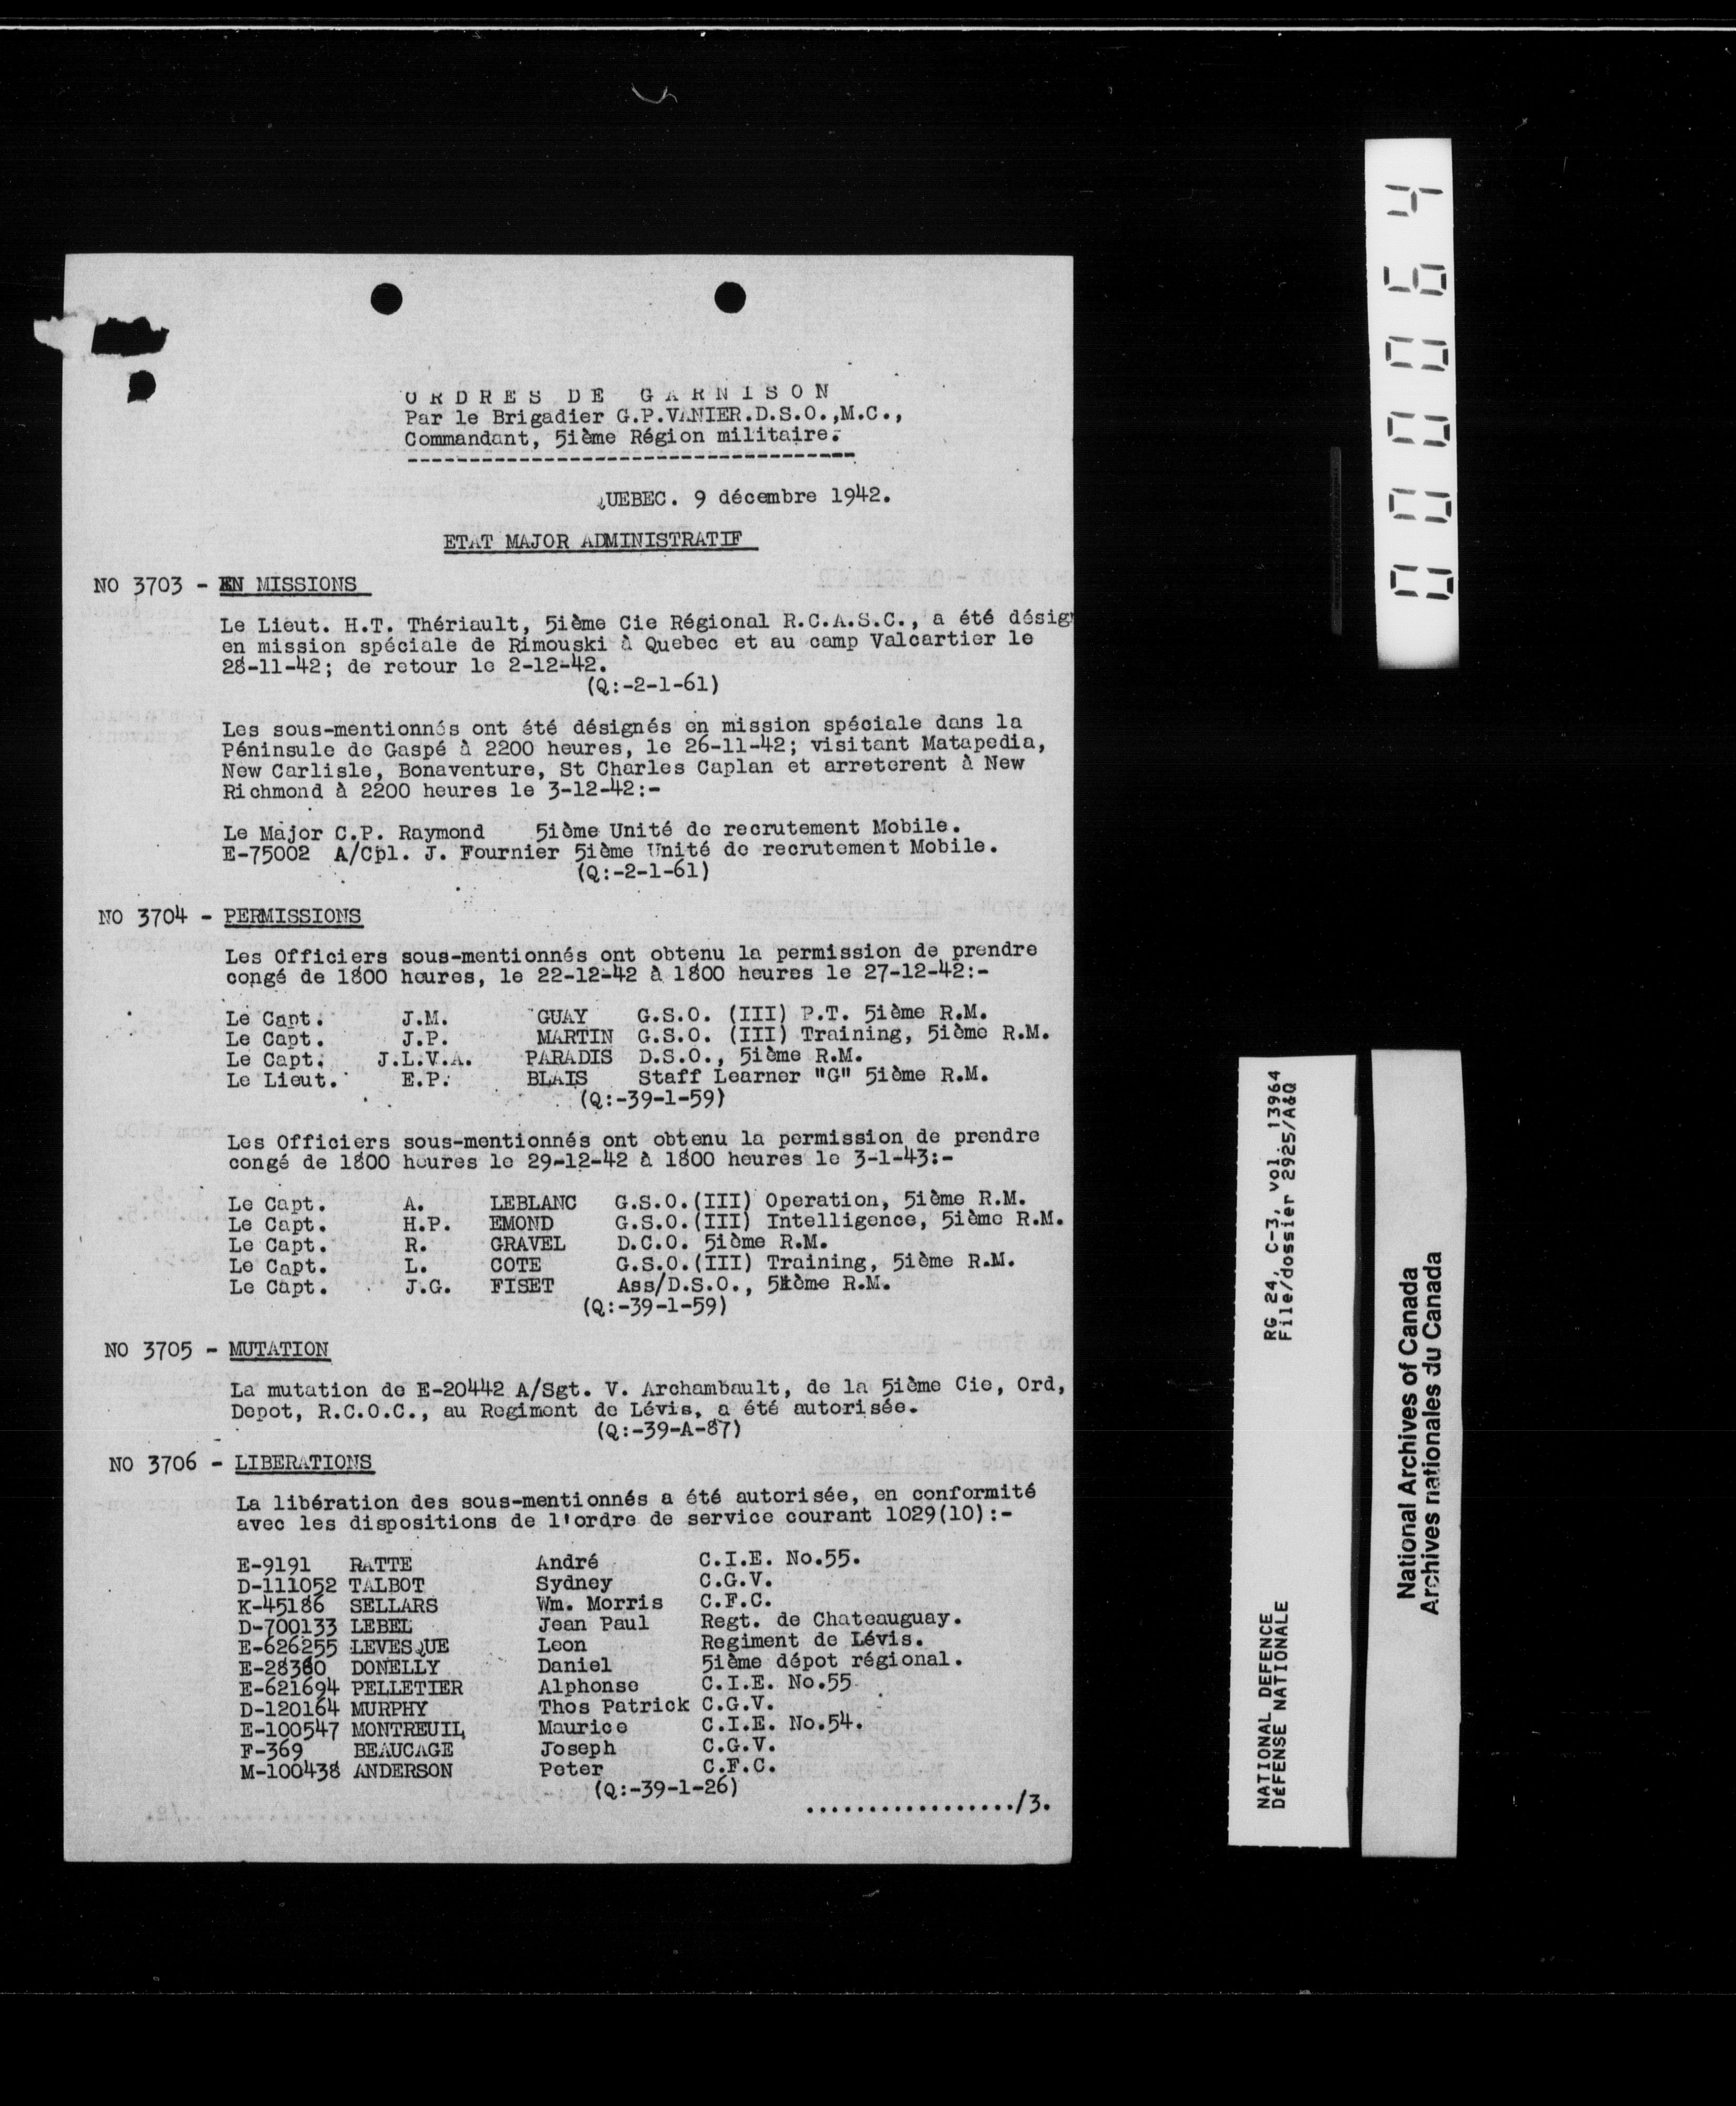 ORDRES DE GARNISON
Par le Brigadier G.P.VANIER.D.S.O.,M.C.,
Commandant, 5ième Région militaire.
QUEBEC. 9 décembre 1942.
ETAT MAJOR ADMINISTRATIF
NO 3703 - EN MISSIONS
Le Lieut. H.T. Thériault, 5ième Cie Régional R.C.A.S.C., a été désign
en mission spéciale de Rimouski à Quebec et au camp Valcartier le
28-11-42; de retour le 2-12-42.
(Q:-2-1-61)
Les sous-mentionnés ont été désignés en mission spéciale dans la
Péninsule de Gaspé à 2200 heures, le 26-11-42; visitant Matapedia,
New Carlisle, Bonaventure, St Charles Caplan et arreterent à New
Richmond à 2200 heures le 3-12-42:-
Le Major C.P. Raymond 5ième Unité de recrutement Mobile.
E-75002 A/Cpl. J. Fournier 5ième Unité de recrutement Mobile.
(Q:-2-1-61)
NO 3704 - PERMISSIONS
Les Officiers sous-mentionnés ont obtenu la permission de prendre
congé de 1800 heures, le 22-12-42 à 1800 heures le 27-12-42:-
Le Capt. J.M. GUAY G.S.O. (III) P.T. 5ième R.M.
Le Capt. J.P. MARTIN G.S.O. (III) Training, 5ième R.M.
Le Capt. J.L.V.A. PARADIS D.S.O., 5ième R.M.
Le Lieut. E.P. BLAIS Staff Learner "G" 5ième R.M.
(Q:-39-1-59)
Les Officiers sous-mentionnés ont obtenu la permission de prendre
congé de 1800 heures le 29-12-42 à 1800 heures le 3-1-43:-
Le Capt. A. LEBLANC G.S.O.(III) Operation, 5ième R.M.
Le Capt. H.P. EMOND G.S.O.(III) Intelligence, 5ième R.M.
Le Capt. R. GRAVEL D.C.O. 5ième R.M.
Le Capt. L. COTE G.S.O.(III) Training, 5ième R.M.
Le Capt. J.G. FISET Ass/D.S.O., 5ième R.M.
(Q:-39-1-59)
NO 3705 - MUTATION
La mutation de E-20442 A/Sgt. V. Archambault, de la 5ième Cie, Ord,
Depot, R.C.O.C., au Regiment de Lévis, a été autorisée.
(Q:-39-A-87)
NO 3706 - LIBERATIONS
La libération des sous-mentionnés a été autorisée, en conformité
avec les dispositions de l'ordre de service courant 1029(10):-
E-9191 RATTE André C.I.E. No.55.
D-111052 TALBOT Sydney C.G.V.
K-45186 SELLARS Wm. Morris C.F.C.
D-700133 LEBEL Jean Paul Regt. de Chateauguay.
E-626255 LEVESQUE Leon Regiment de Lévis.
E-28360 DONELLY Daniel 5ième dépot régional.
E-621694 PELLETIER Alphonse C.I.E. No.55
D-120164 MURPHY Thos Patrick C.G.V.
E-100547 MONTREUIL Maurice C.I.E. No.54.
F-369 BEAUCAGE Joseph C.G.V.
M-100438 ANDERSON Peter C.F.C.
(Q:-39-1-26)
................./3.
000064
NATIONAL DEFENCE RG 24, C-3, vol. 13964
DéFENSE NATIONALE File/dossier 2925/A&Q
National Archives of Canada
Archives nationales du Canada